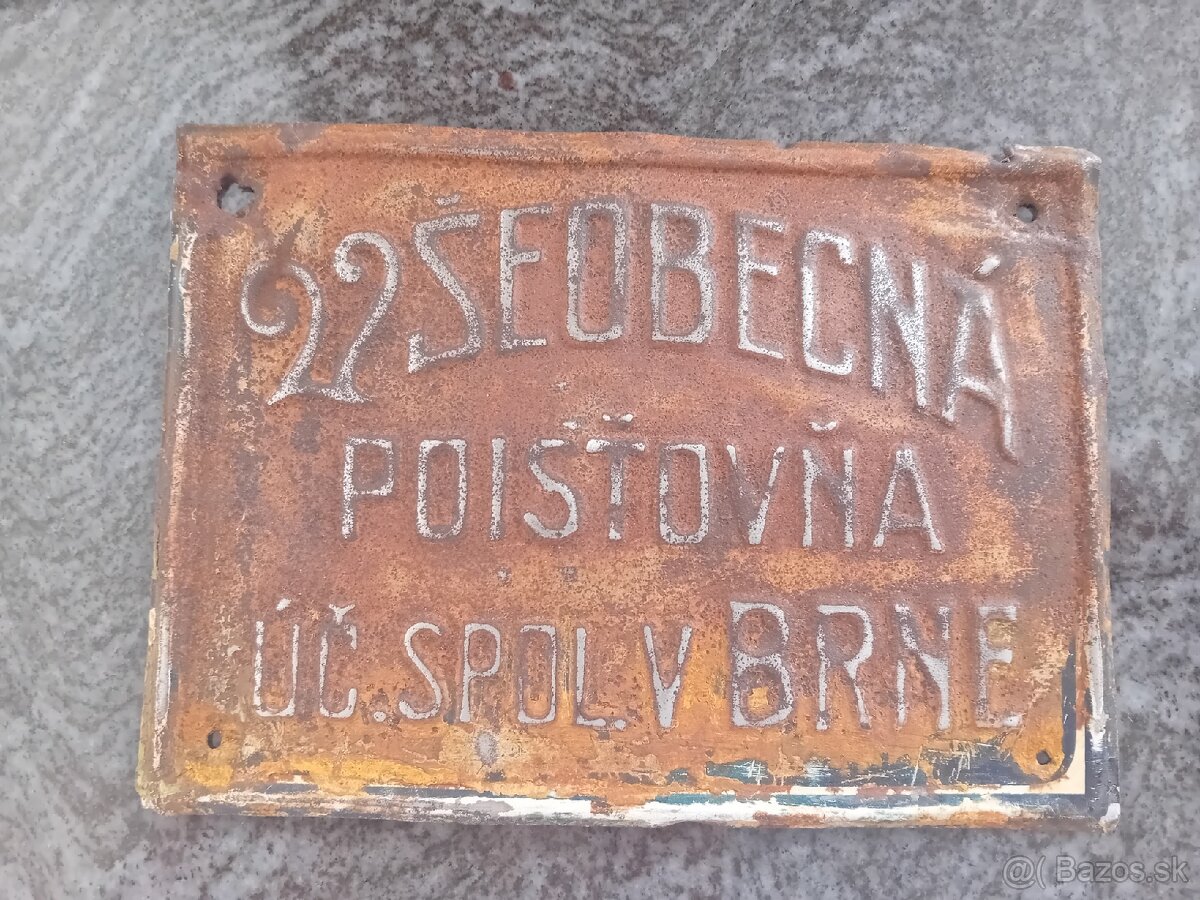 VŠEOBECNÁ
POISŤOVŇA
ÚČ. SPOL. V BRNE
@( Bazos.sk